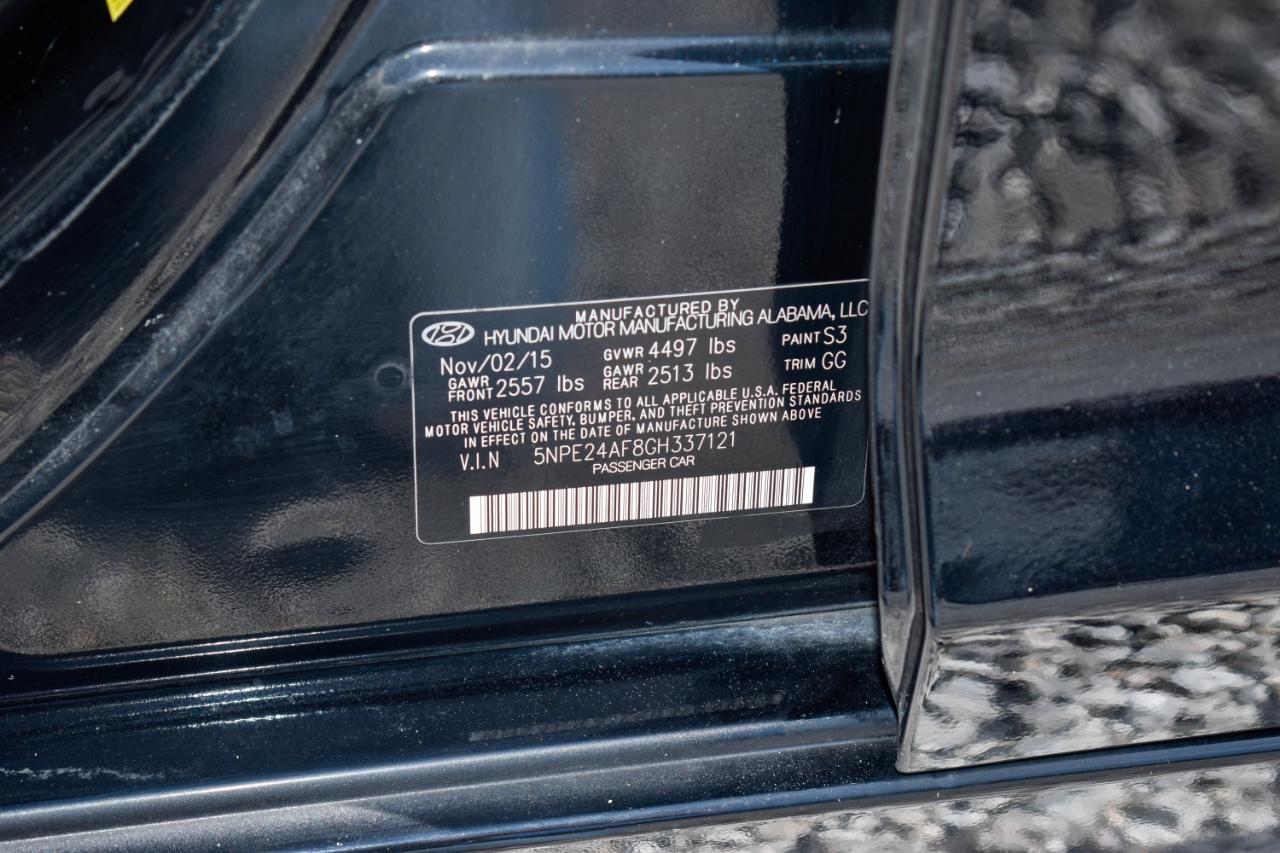 MANUFACTURED BY
HYUNDAI MOTOR MANUFACTURING ALABAMA, LLC
Nov/02/15 GVWR 4497 lbs PAINT S3
GAWR FRONT 2557 lbs GAWR REAR 2513 lbs TRIM GG
THIS VEHICLE CONFORMS TO ALL APPLICABLE U.S.A. FEDERAL
MOTOR VEHICLE SAFETY, BUMPER, AND THEFT PREVENTION STANDARDS
IN EFFECT ON THE DATE OF MANUFACTURE SHOWN ABOVE
V.I.N 5NPE24AF8GH337121
PASSENGER CAR